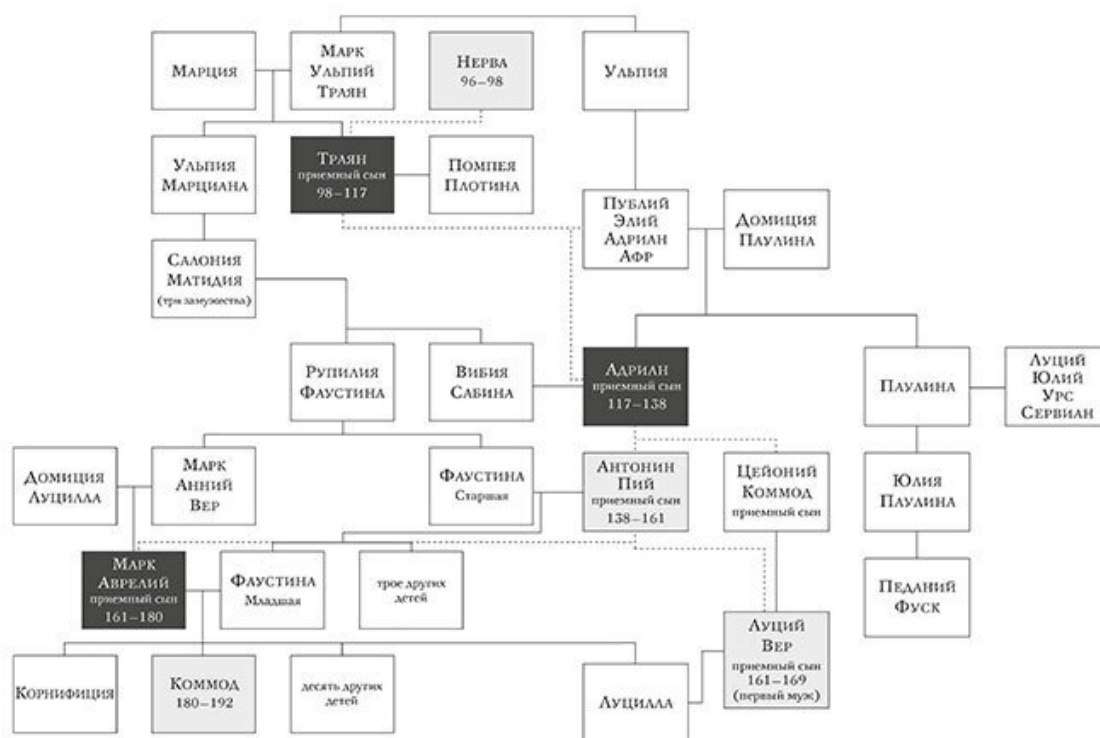 Марция
Марк
Ульпий
Траян
Нерва
96–98
Ульпия
Ульпия
Марциана
Траян
приемный сын
98–117
Помпея
Плотина
Публий
Элий
Адриан
Афр
Домиция
Паулина
Салония
Матидия
(три замужества)
Рупилия
Фаустина
Вибия
Сабина
Адриан
приемный сын
117–138
Паулина
Луций
Юлий
Урс
Сервиан
Домиция
Луцилла
Марк
Анний
Вер
Фаустина
Старшая
Антонин
Пий
приемный сын
138–161
Цейоний
Коммод
приемный сын
Юлия
Паулина
Марк
Аврелий
приемный сын
161–180
Фаустина
Младшая
трое других
детей
Педаний
Фуск
Луций
Вер
приемный сын
161–169
(первый муж)
Корнифиция
Коммод
180–192
десять других
детей
Луцилла